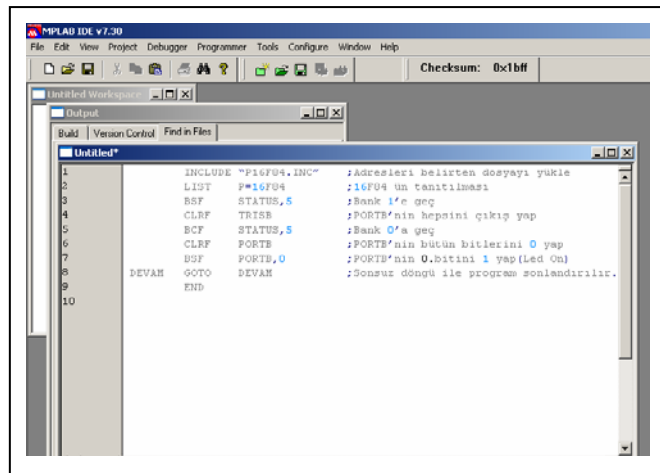 MPLAB IDE v7.30
File Edit View Project Debugger Programmer Tools Configure Window Help
Checksum: 0x1bff
Untitled Workspace
Output
Build Version Control Find in Files
Untitled*
1 INCLUDE "P16F84.INC" ;Adresleri belirten dosyayı yükle
2 LIST P=16F84 ;16F84 ün tanıtılması
3 BSF STATUS,5 ;Bank 1'e geç
4 CLRF TRISB ;PORTB'nin hepsini çıkış yap
5 BCF STATUS,5 ;Bank 0'a geç
6 CLRF PORTB ;PORTB'nin bütün bitlerini 0 yap
7 BSF PORTB,0 ;PORTB'nin 0.bitini 1 yap(Led On)
8 DEVAM GOTO DEVAM ;Sonsuz döngü ile program sonlandırılır.
9 END
10